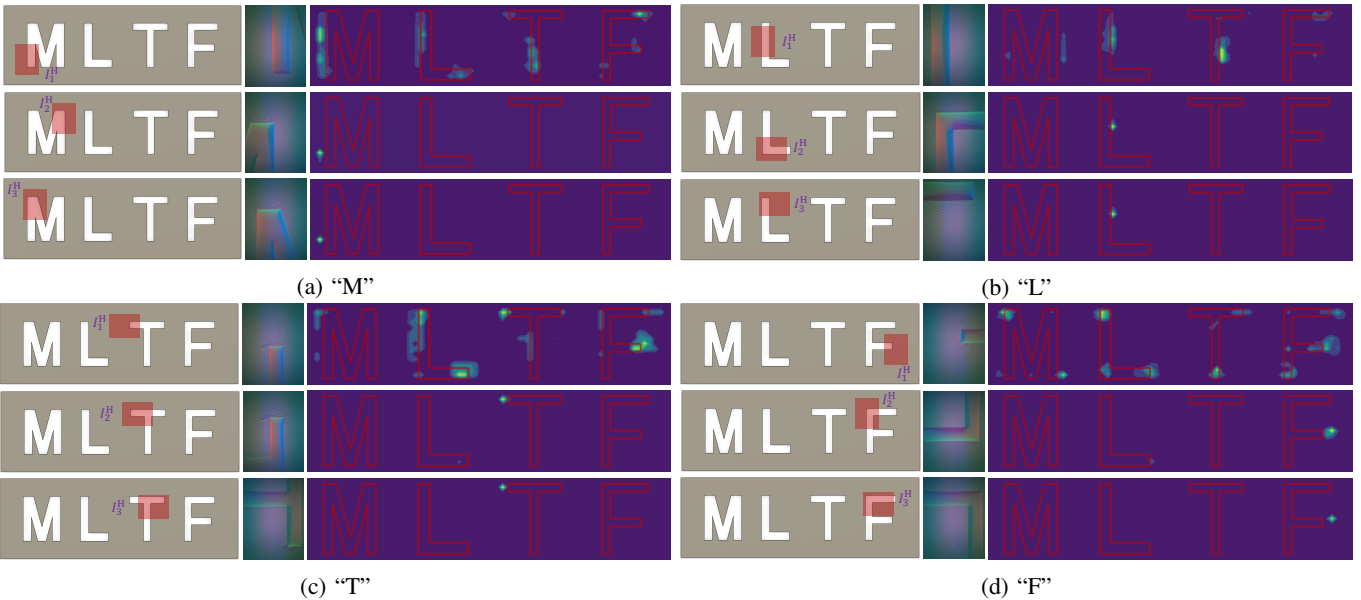 M L T F
I₁ᴴ
M L T F
M L T F
I₁ᴴ
M L T F
I₂ᴴ
M L T F
M L T F
M L T F
I₂ᴴ
M L T F
I₃ᴴ
M L T F
M L T F
M L T F
I₃ᴴ
M L T F
(a) “M”
(b) “L”
I₁ᴴ
M L T F
M L T F
M L T F
I₁ᴴ
M L T F
I₂ᴴ
M L T F
M L T F
I₂ᴴ
M L T F
M L T F
I₃ᴴ
M L T F
M L T F
M L T F
I₃ᴴ
M L T F
(c) “T”
(d) “F”